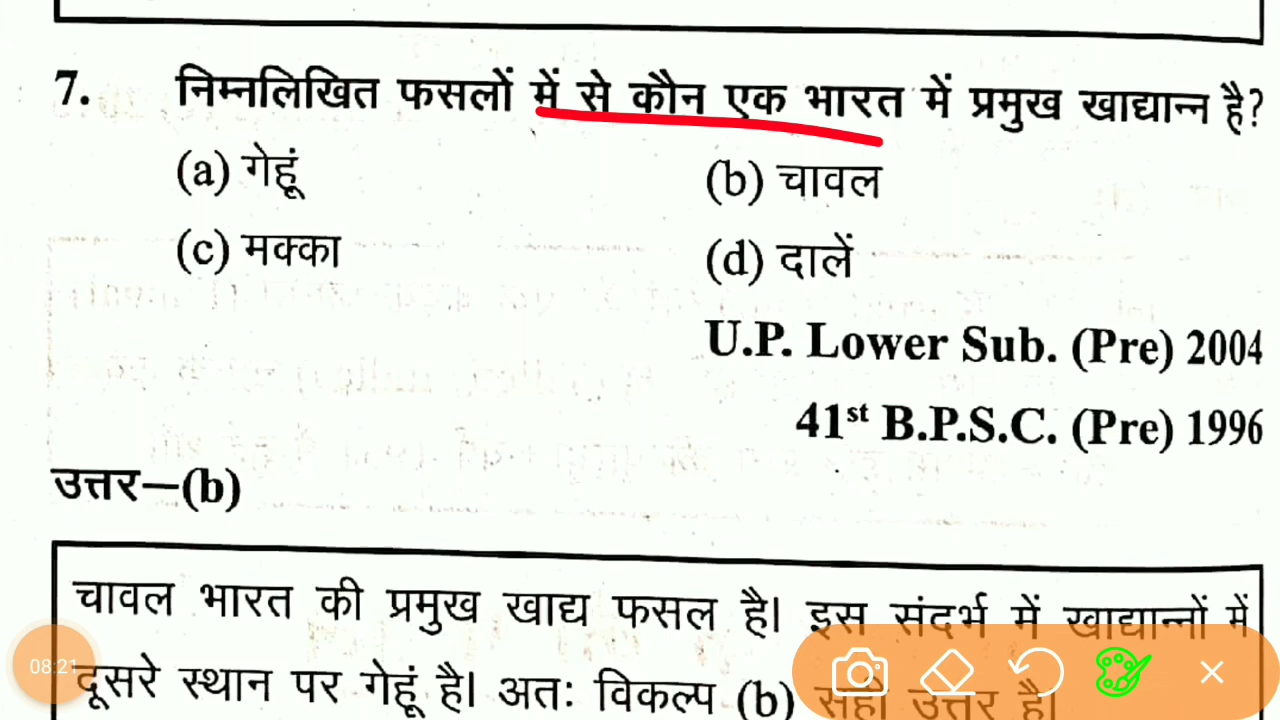 7. निम्नलिखित फसलों में से कौन एक भारत में प्रमुख खाद्यान्न है?
(a) गेहूं (b) चावल
(c) मक्का (d) दालें
U.P. Lower Sub. (Pre) 2004
41st B.P.S.C. (Pre) 1996
उत्तर—(b)
चावल भारत की प्रमुख खाद्य फसल है। इस संदर्भ में खाद्यान्नों में
08:21
दूसरे स्थान पर गेहूं है। अतः विकल्प (b) सही उत्तर है।